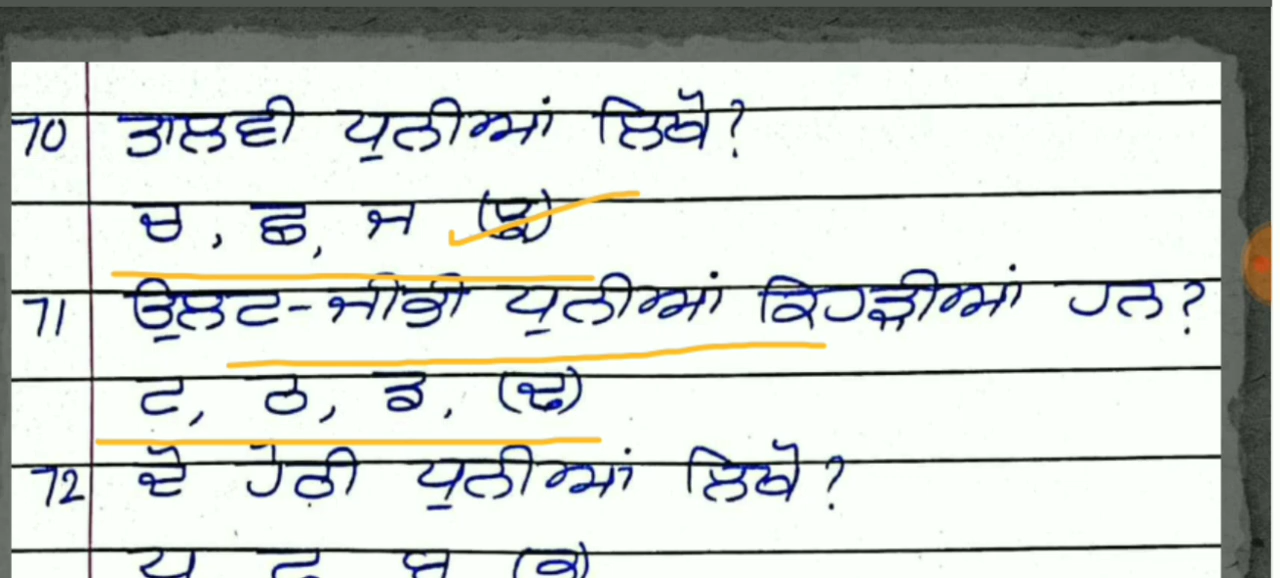 70 ਤਾਲਵੀ ਧੁਨੀਆਂ ਲਿਖੋ?
ਚ, ਛ, ਜ (ਝ)
71 ਉਲਟ-ਜੀਭੀ ਧੁਨੀਆਂ ਕਿਹੜੀਆਂ ਹਨ?
ਟ, ਠ, ਡ, (ਢ)
72 ਦੋ ਹੋਠੀ ਧੁਨੀਆਂ ਲਿਖੋ?